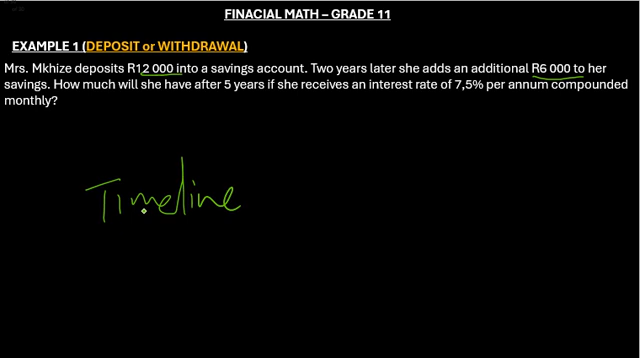 FINACIAL MATH – GRADE 11
EXAMPLE 1 (DEPOSIT or WITHDRAWAL)
Mrs. Mkhize deposits R12 000 into a savings account. Two years later she adds an additional R6 000 to her
savings. How much will she have after 5 years if she receives an interest rate of 7,5% per annum compounded
monthly?
Timeline